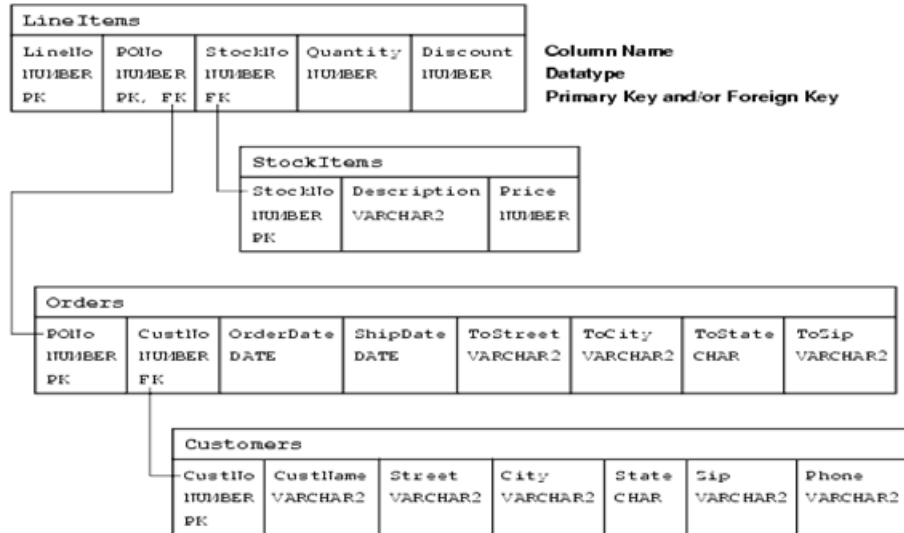 LineItems
LineNo PONo StockNo Quantity Discount Column Name
NUMBER NUMBER NUMBER NUMBER NUMBER Datatype
PK PK, FK FK Primary Key and/or Foreign Key
StockItems
StockNo Description Price
NUMBER VARCHAR2 NUMBER
PK
Orders
PONo CustNo OrderDate ShipDate ToStreet ToCity ToState ToZip
NUMBER NUMBER DATE DATE VARCHAR2 VARCHAR2 CHAR VARCHAR2
PK FK
Customers
CustNo CustName Street City State Zip Phone
NUMBER VARCHAR2 VARCHAR2 VARCHAR2 CHAR VARCHAR2 VARCHAR2
PK